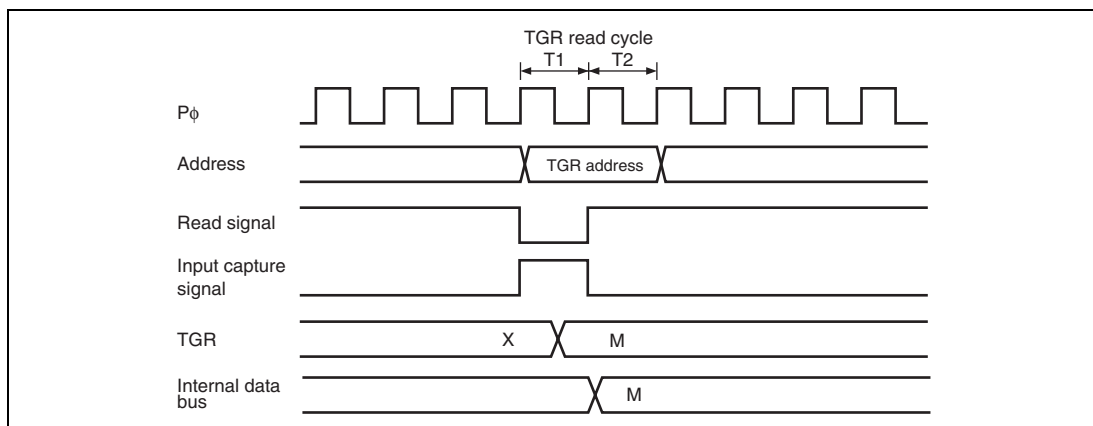 TGR read cycle
T1 T2
Pϕ
Address
TGR address
Read signal
Input capture
signal
TGR
X M
Internal data
bus
M